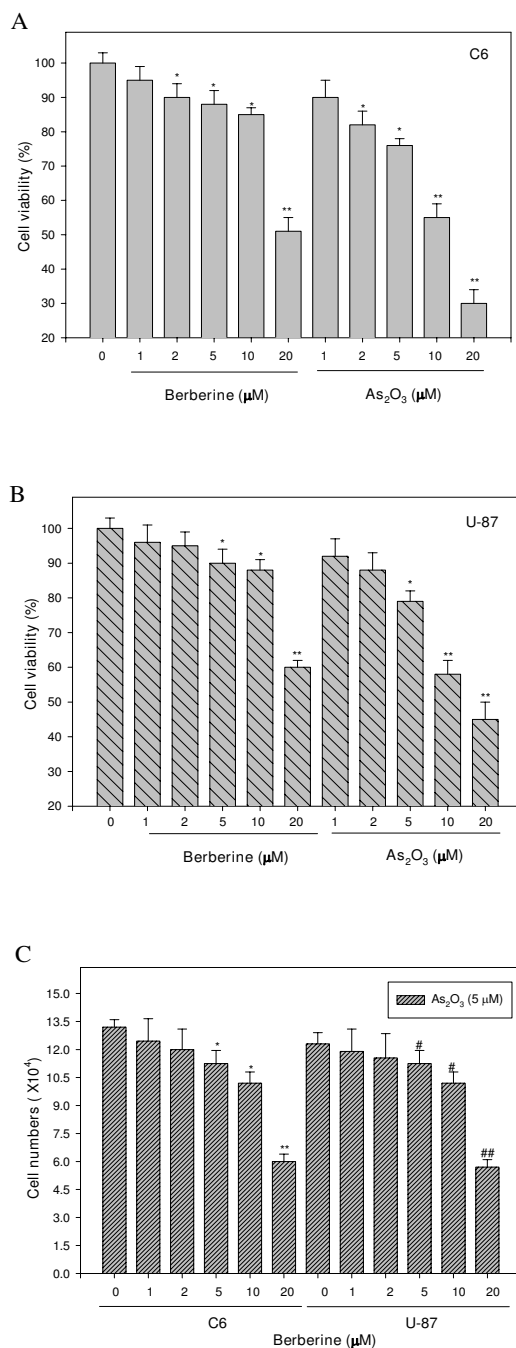 A
C6
100
90
80
70
60
50
40
30
20
Cell viability (%)
* * * ** * * ** **
0 1 2 5 10 20 1 2 5 10 20
Berberine (μM) As₂O₃ (μM)
B
U-87
100
90
80
70
60
50
40
30
20
Cell viability (%)
* * ** * ** **
0 1 2 5 10 20 1 2 5 10 20
Berberine (μM) As₂O₃ (μM)
C
As₂O₃ (5 μM)
15.0
13.5
12.0
10.5
9.0
7.5
6.0
4.5
3.0
1.5
0.0
Cell numbers ( X10⁴)
* * ** # # ##
0 1 2 5 10 20 0 1 2 5 10 20
C6 U-87
Berberine (μM)